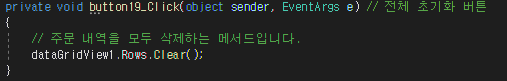 private void button19_Click(object sender, EventArgs e) // 전체 초기화 버튼
{
// 주문 내역을 모두 삭제하는 메서드입니다.
dataGridView1.Rows.Clear();
}